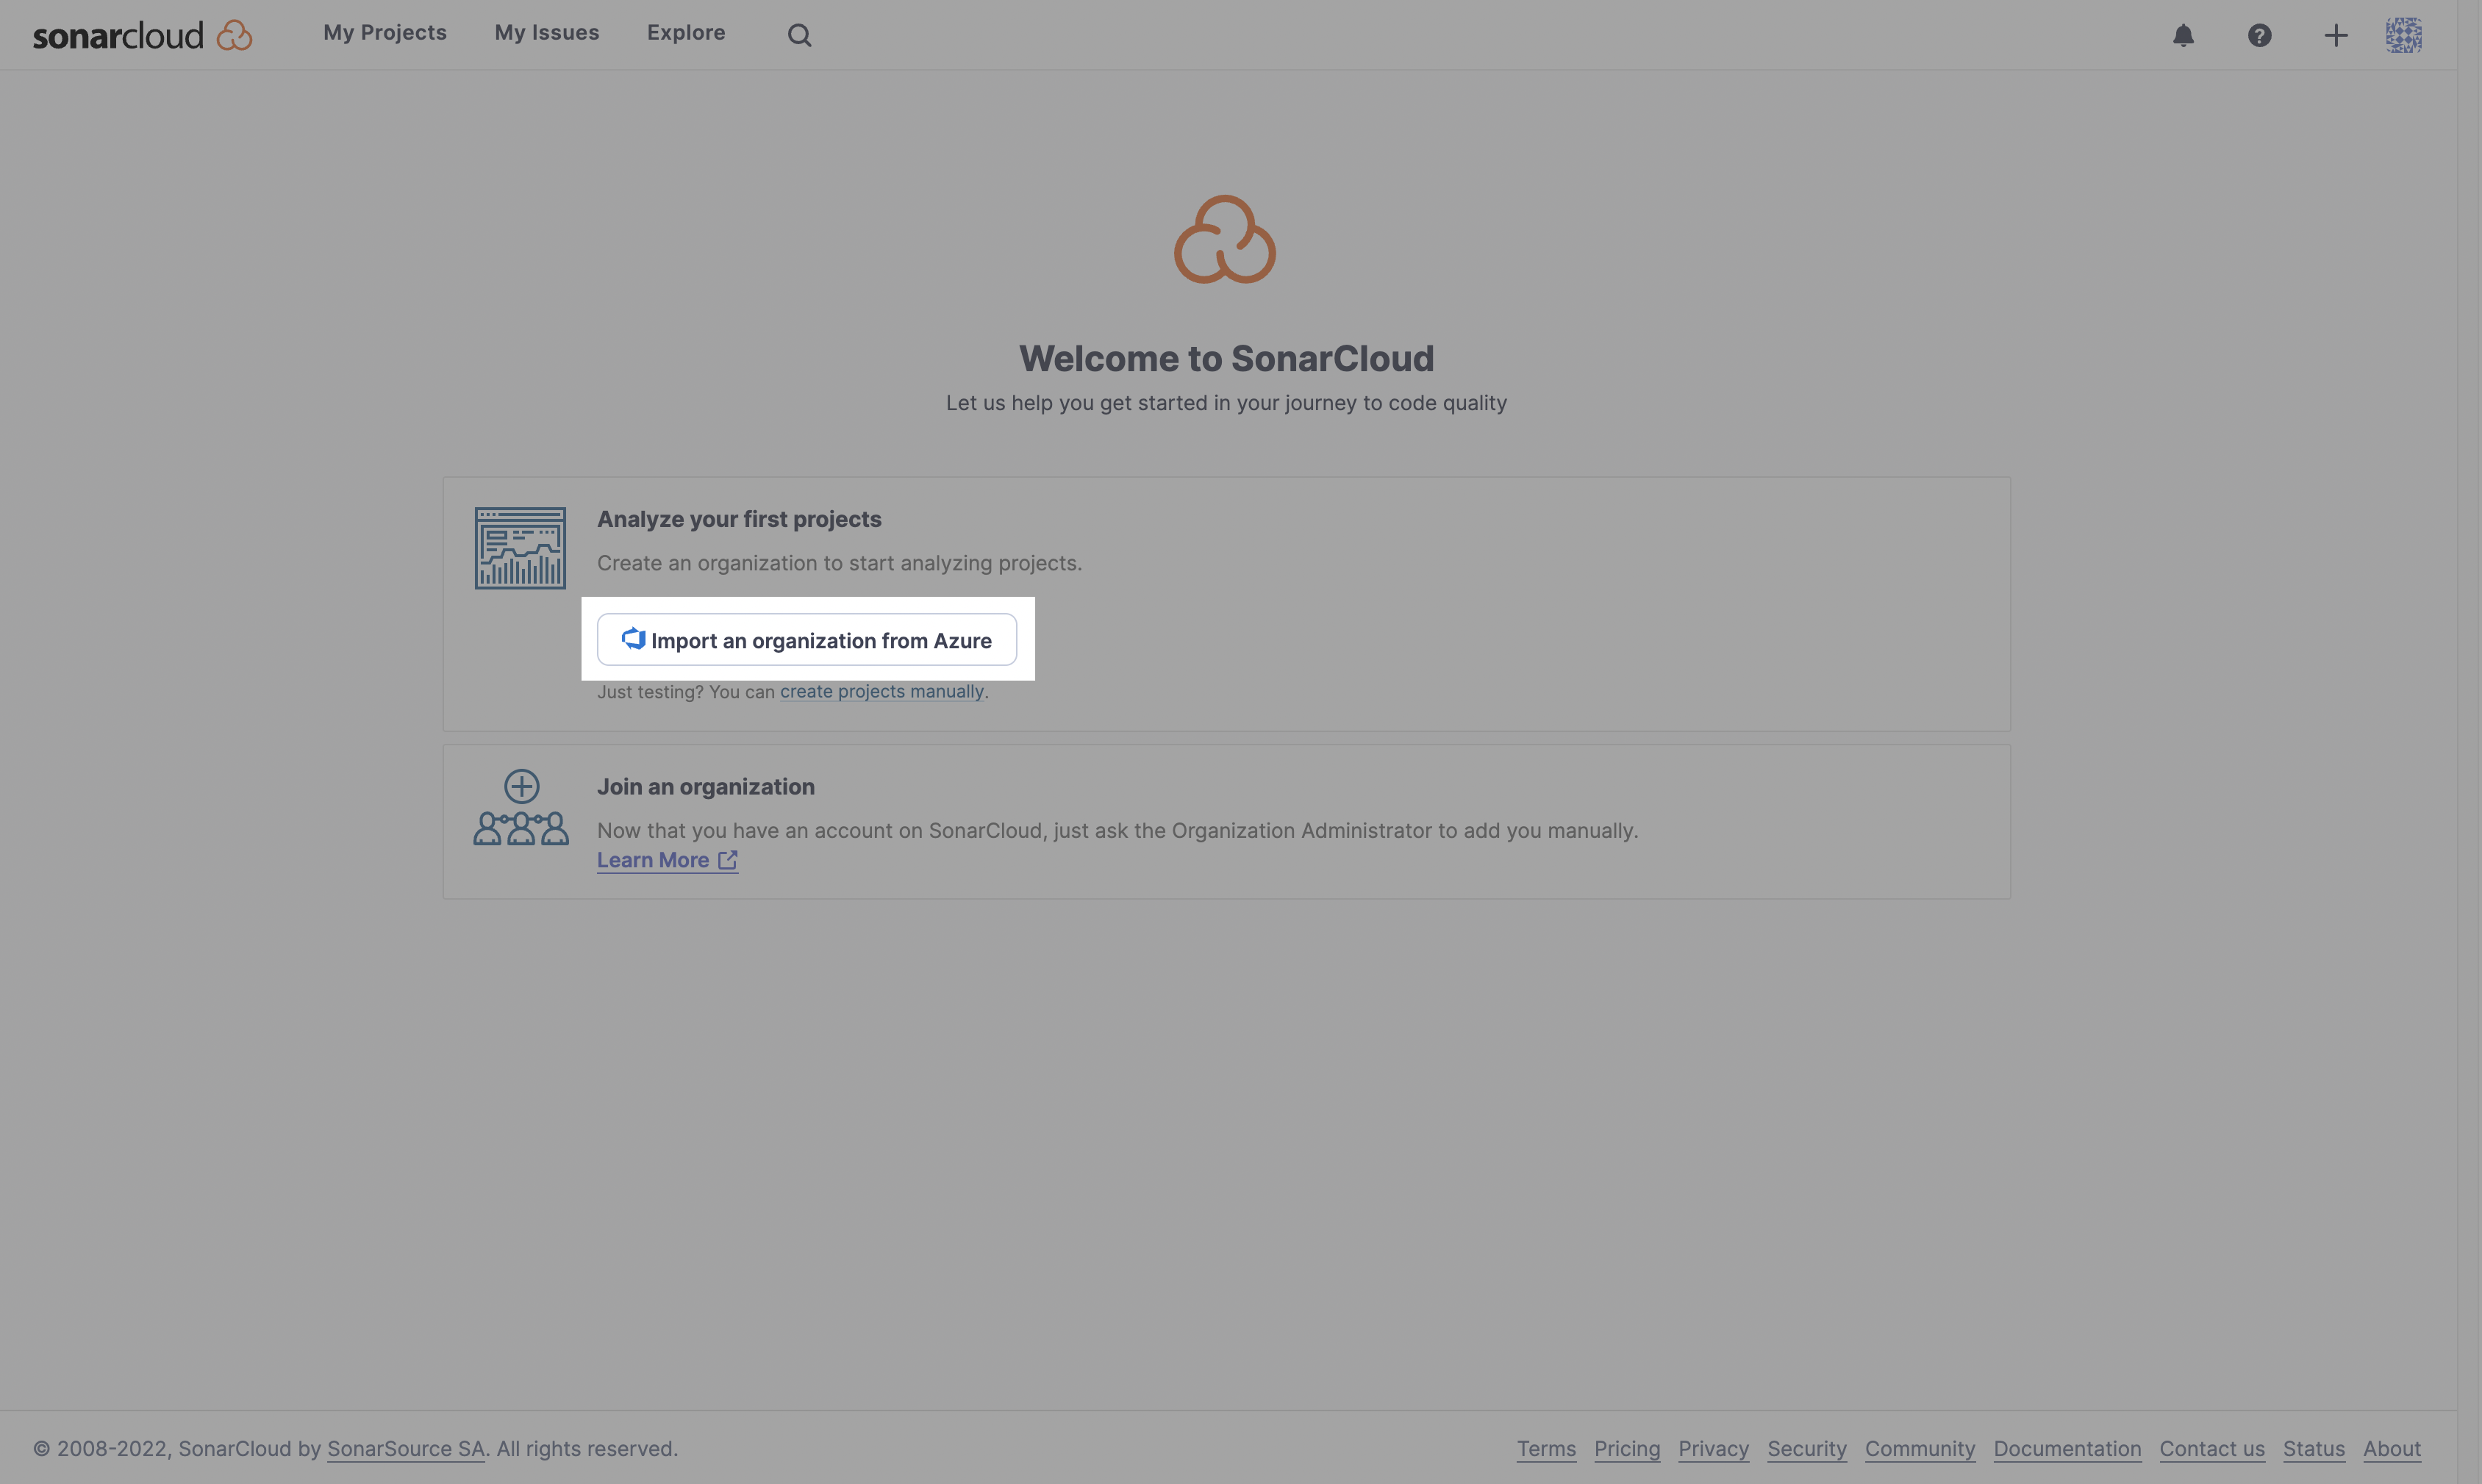 sonarcloud My Projects My Issues Explore
Welcome to SonarCloud
Let us help you get started in your journey to code quality
Analyze your first projects
Create an organization to start analyzing projects.
Import an organization from Azure
Just testing? You can create projects manually.
Join an organization
Now that you have an account on SonarCloud, just ask the Organization Administrator to add you manually.
Learn More
© 2008-2022, SonarCloud by SonarSource SA. All rights reserved. Terms Pricing Privacy Security Community Documentation Contact us Status About